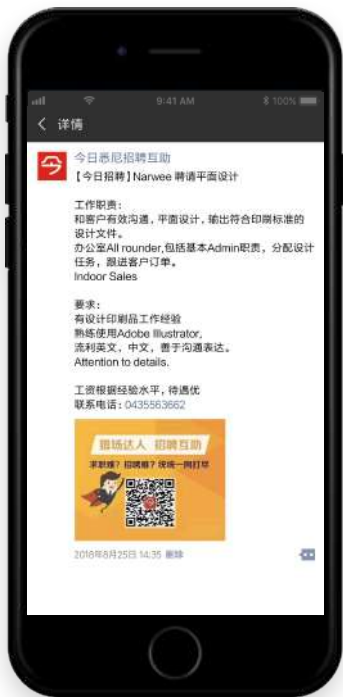 9:41 AM
100%
详情
今日悉尼招聘互助
【今日招聘】Narwee 聘请平面设计
工作职责：
和客户有效沟通，平面设计，输出符合印刷标准的
设计文件。
办公室All rounder,包括基本Admin职责，分配设计
任务，跟进客户订单。
Indoor Sales
要求：
有设计印刷品工作经验
熟练使用Adobe Illustrator,
流利英文，中文，善于沟通表达。
Attention to details.
工资根据经验水平，待遇优
联系电话：0435563662
职场达人 招聘互助
求职难？招聘难？我统一网打尽
2018年8月25日 14:35 删除